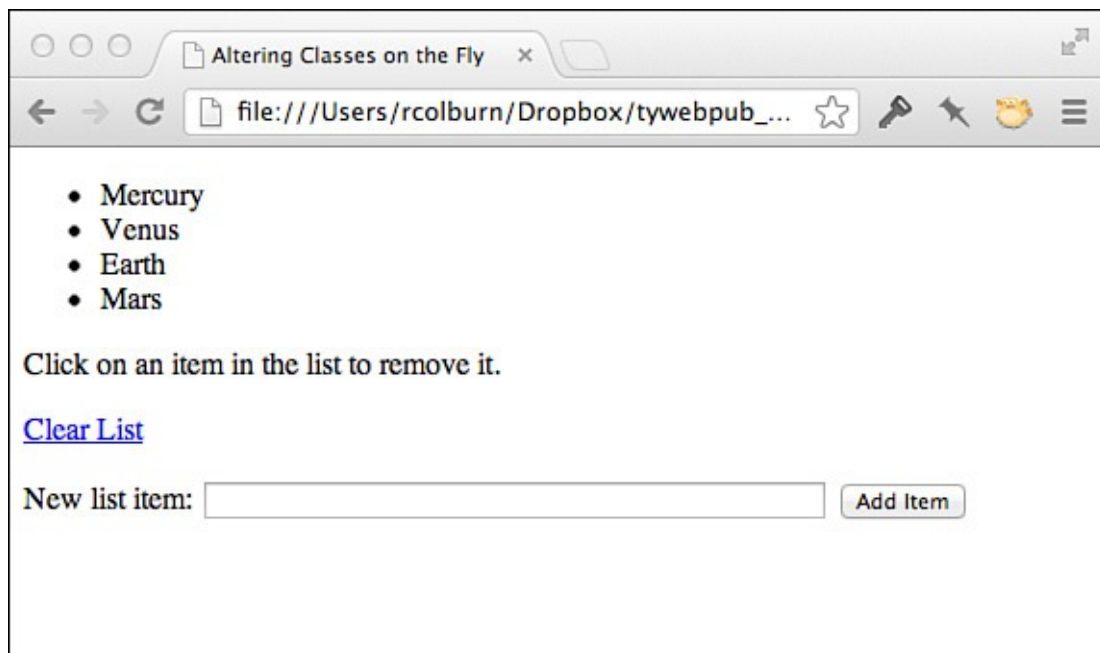 Altering Classes on the Fly
file:///Users/rcolburn/Dropbox/tywebpub_...
Mercury
Venus
Earth
Mars
Click on an item in the list to remove it.
Clear List
New list item: Add Item